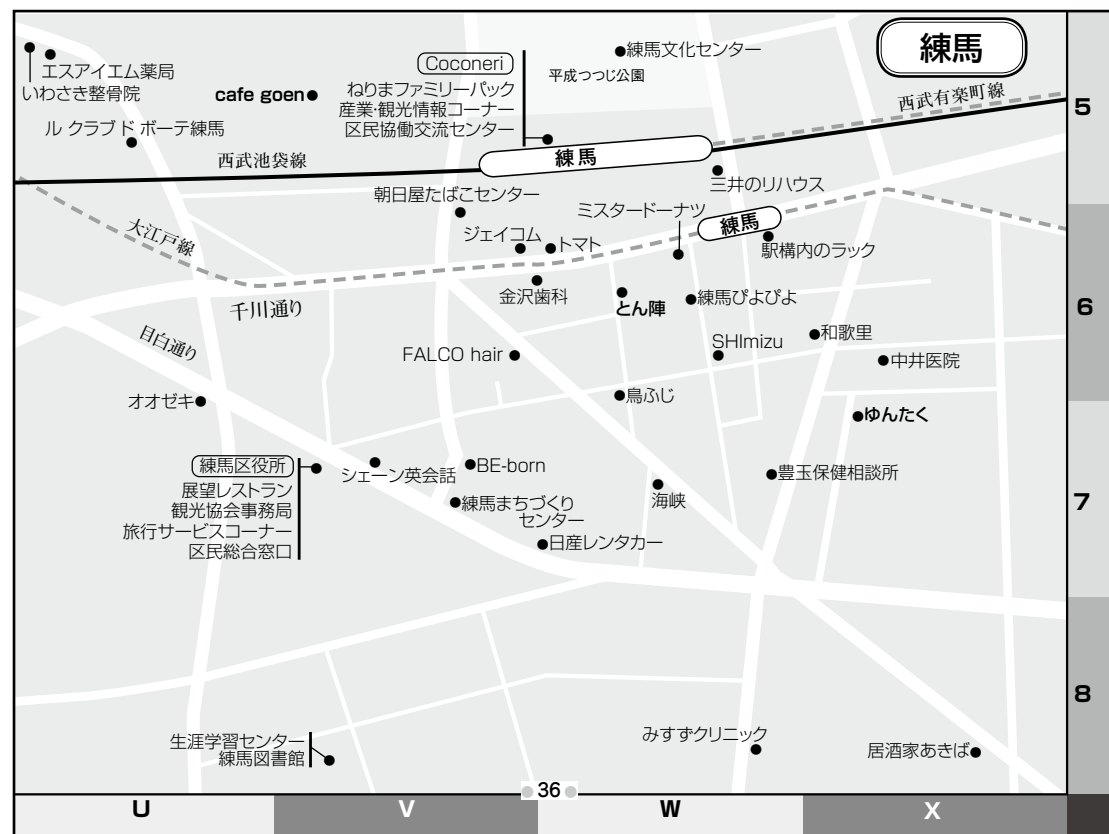 練馬
エスアイエム薬局
いわさき整骨院
cafe goen
ル クラブ ド ボーテ練馬
Coconeri
ねりまファミリーパック
産業・観光情報コーナー
区民協働交流センター
練馬文化センター
平成つつじ公園
西武有楽町線
西武池袋線
練馬
三井のリハウス
朝日屋たばこセンター
ミスタードーナツ
練馬
大江戸線
ジェイコム
トマト
駅構内のラック
金沢歯科
千川通り
とん陣
練馬ぴよぴよ
目白通り
FALCO hair
SHImizu
和歌里
中井医院
オオゼキ
鳥ふじ
ゆんたく
練馬区役所
展望レストラン
観光協会事務局
旅行サービスコーナー
区民総合窓口
シェーン英会話
BE-born
練馬まちづくり
センター
海峡
豊玉保健相談所
日産レンタカー
生涯学習センター
練馬図書館
みすずクリニック
居酒家あきば
5
6
7
8
36
U
V
W
X